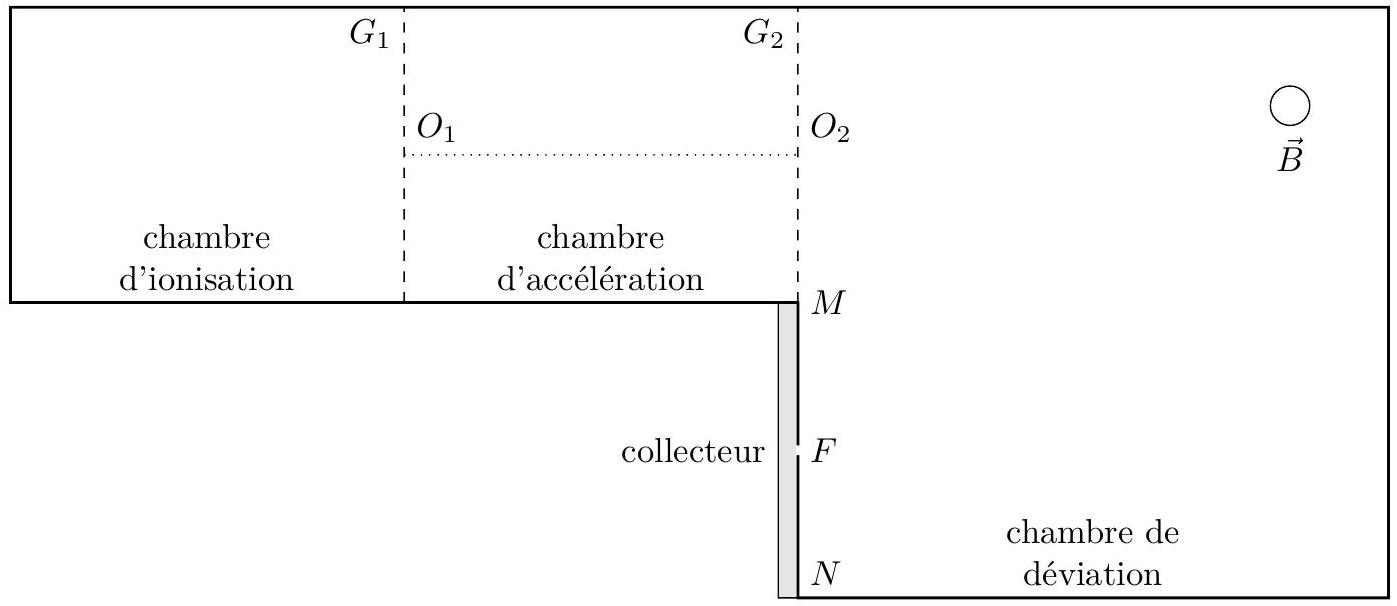 G₁
G₂
O₁
O₂
B⃗
chambre
d'ionisation
chambre
d'accélération
M
collecteur
F
chambre de
déviation
N